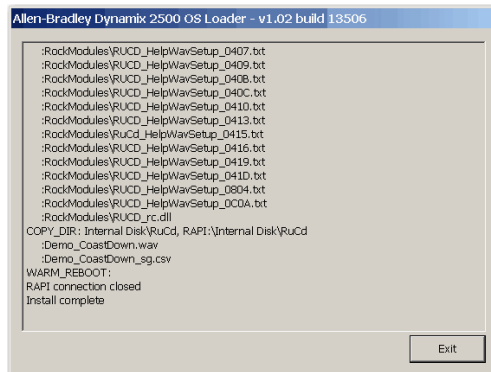 Allen-Bradley Dynamix 2500 OS Loader - v1.02 build 13506
:RockModules\RUCD_HelpWavSetup_0407.txt
:RockModules\RUCD_HelpWavSetup_0409.txt
:RockModules\RUCD_HelpWavSetup_040B.txt
:RockModules\RUCD_HelpWavSetup_040C.txt
:RockModules\RUCD_HelpWavSetup_0410.txt
:RockModules\RUCD_HelpWavSetup_0413.txt
:RockModules\RuCd_HelpWavSetup_0415.txt
:RockModules\RUCD_HelpWavSetup_0416.txt
:RockModules\RUCD_HelpWavSetup_0419.txt
:RockModules\RUCD_HelpWavSetup_041D.txt
:RockModules\RUCD_HelpWavSetup_0804.txt
:RockModules\RUCD_HelpWavSetup_0C0A.txt
:RockModules\RUCD_rc.dll
COPY_DIR: Internal Disk\RuCd, RAPI:\Internal Disk\RuCd
:Demo_CoastDown.wav
:Demo_CoastDown_sg.csv
WARM_REBOOT:
RAPI connection closed
Install complete
Exit